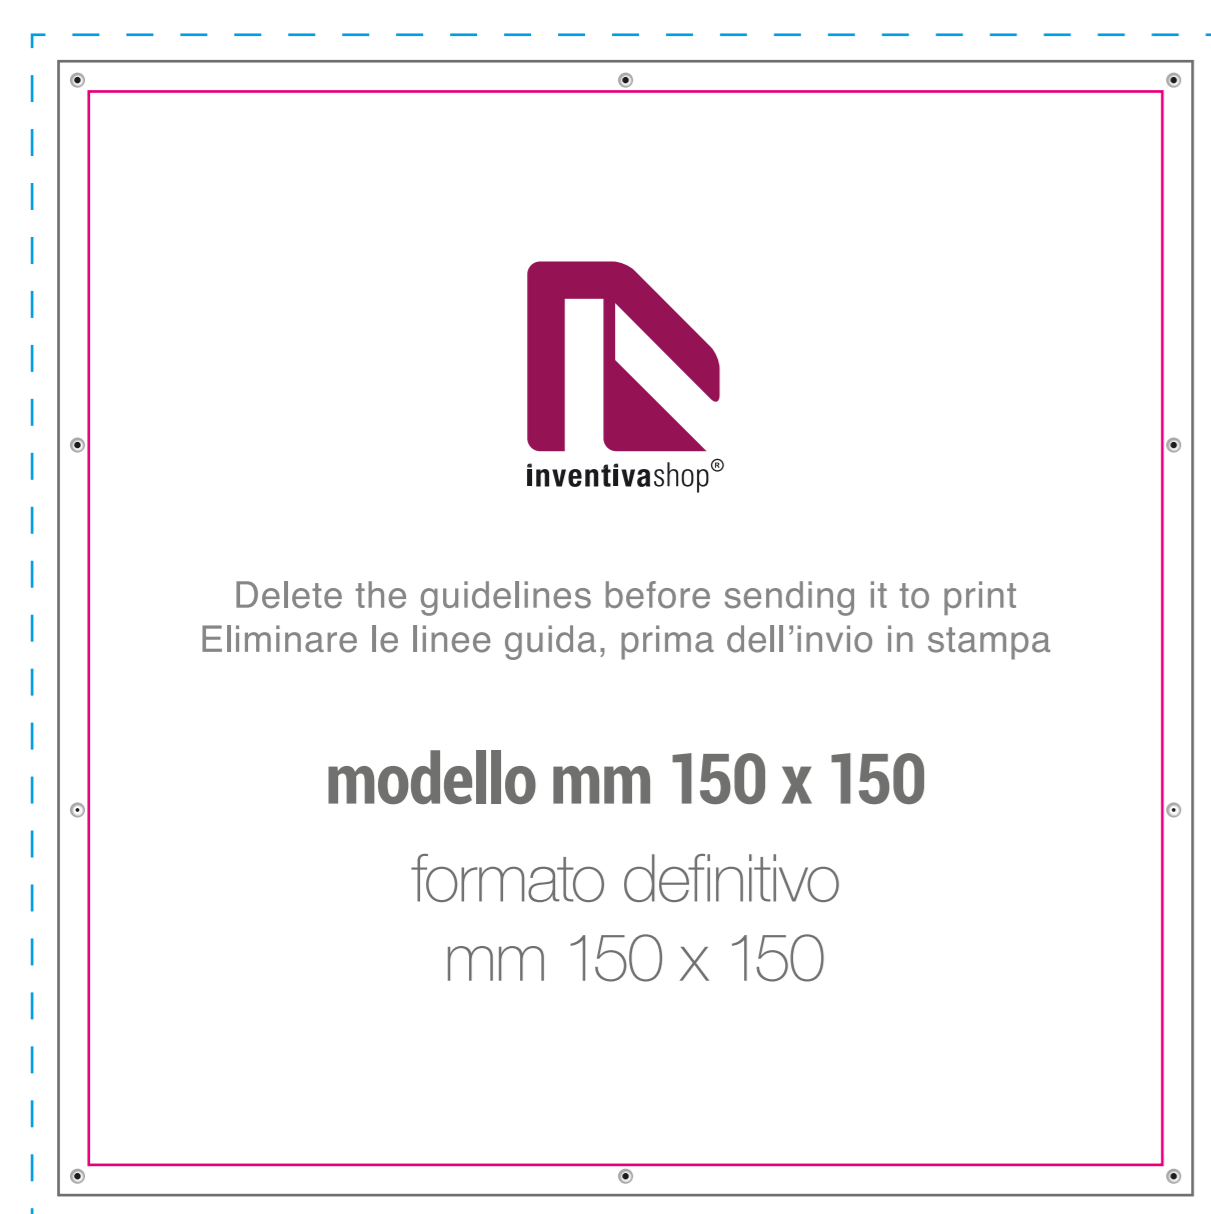 inventivashop®
Delete the guidelines before sending it to print
Eliminare le linee guida, prima dell’invio in stampa
modello mm 150 x 150
formato definitivo
mm 150 x 150